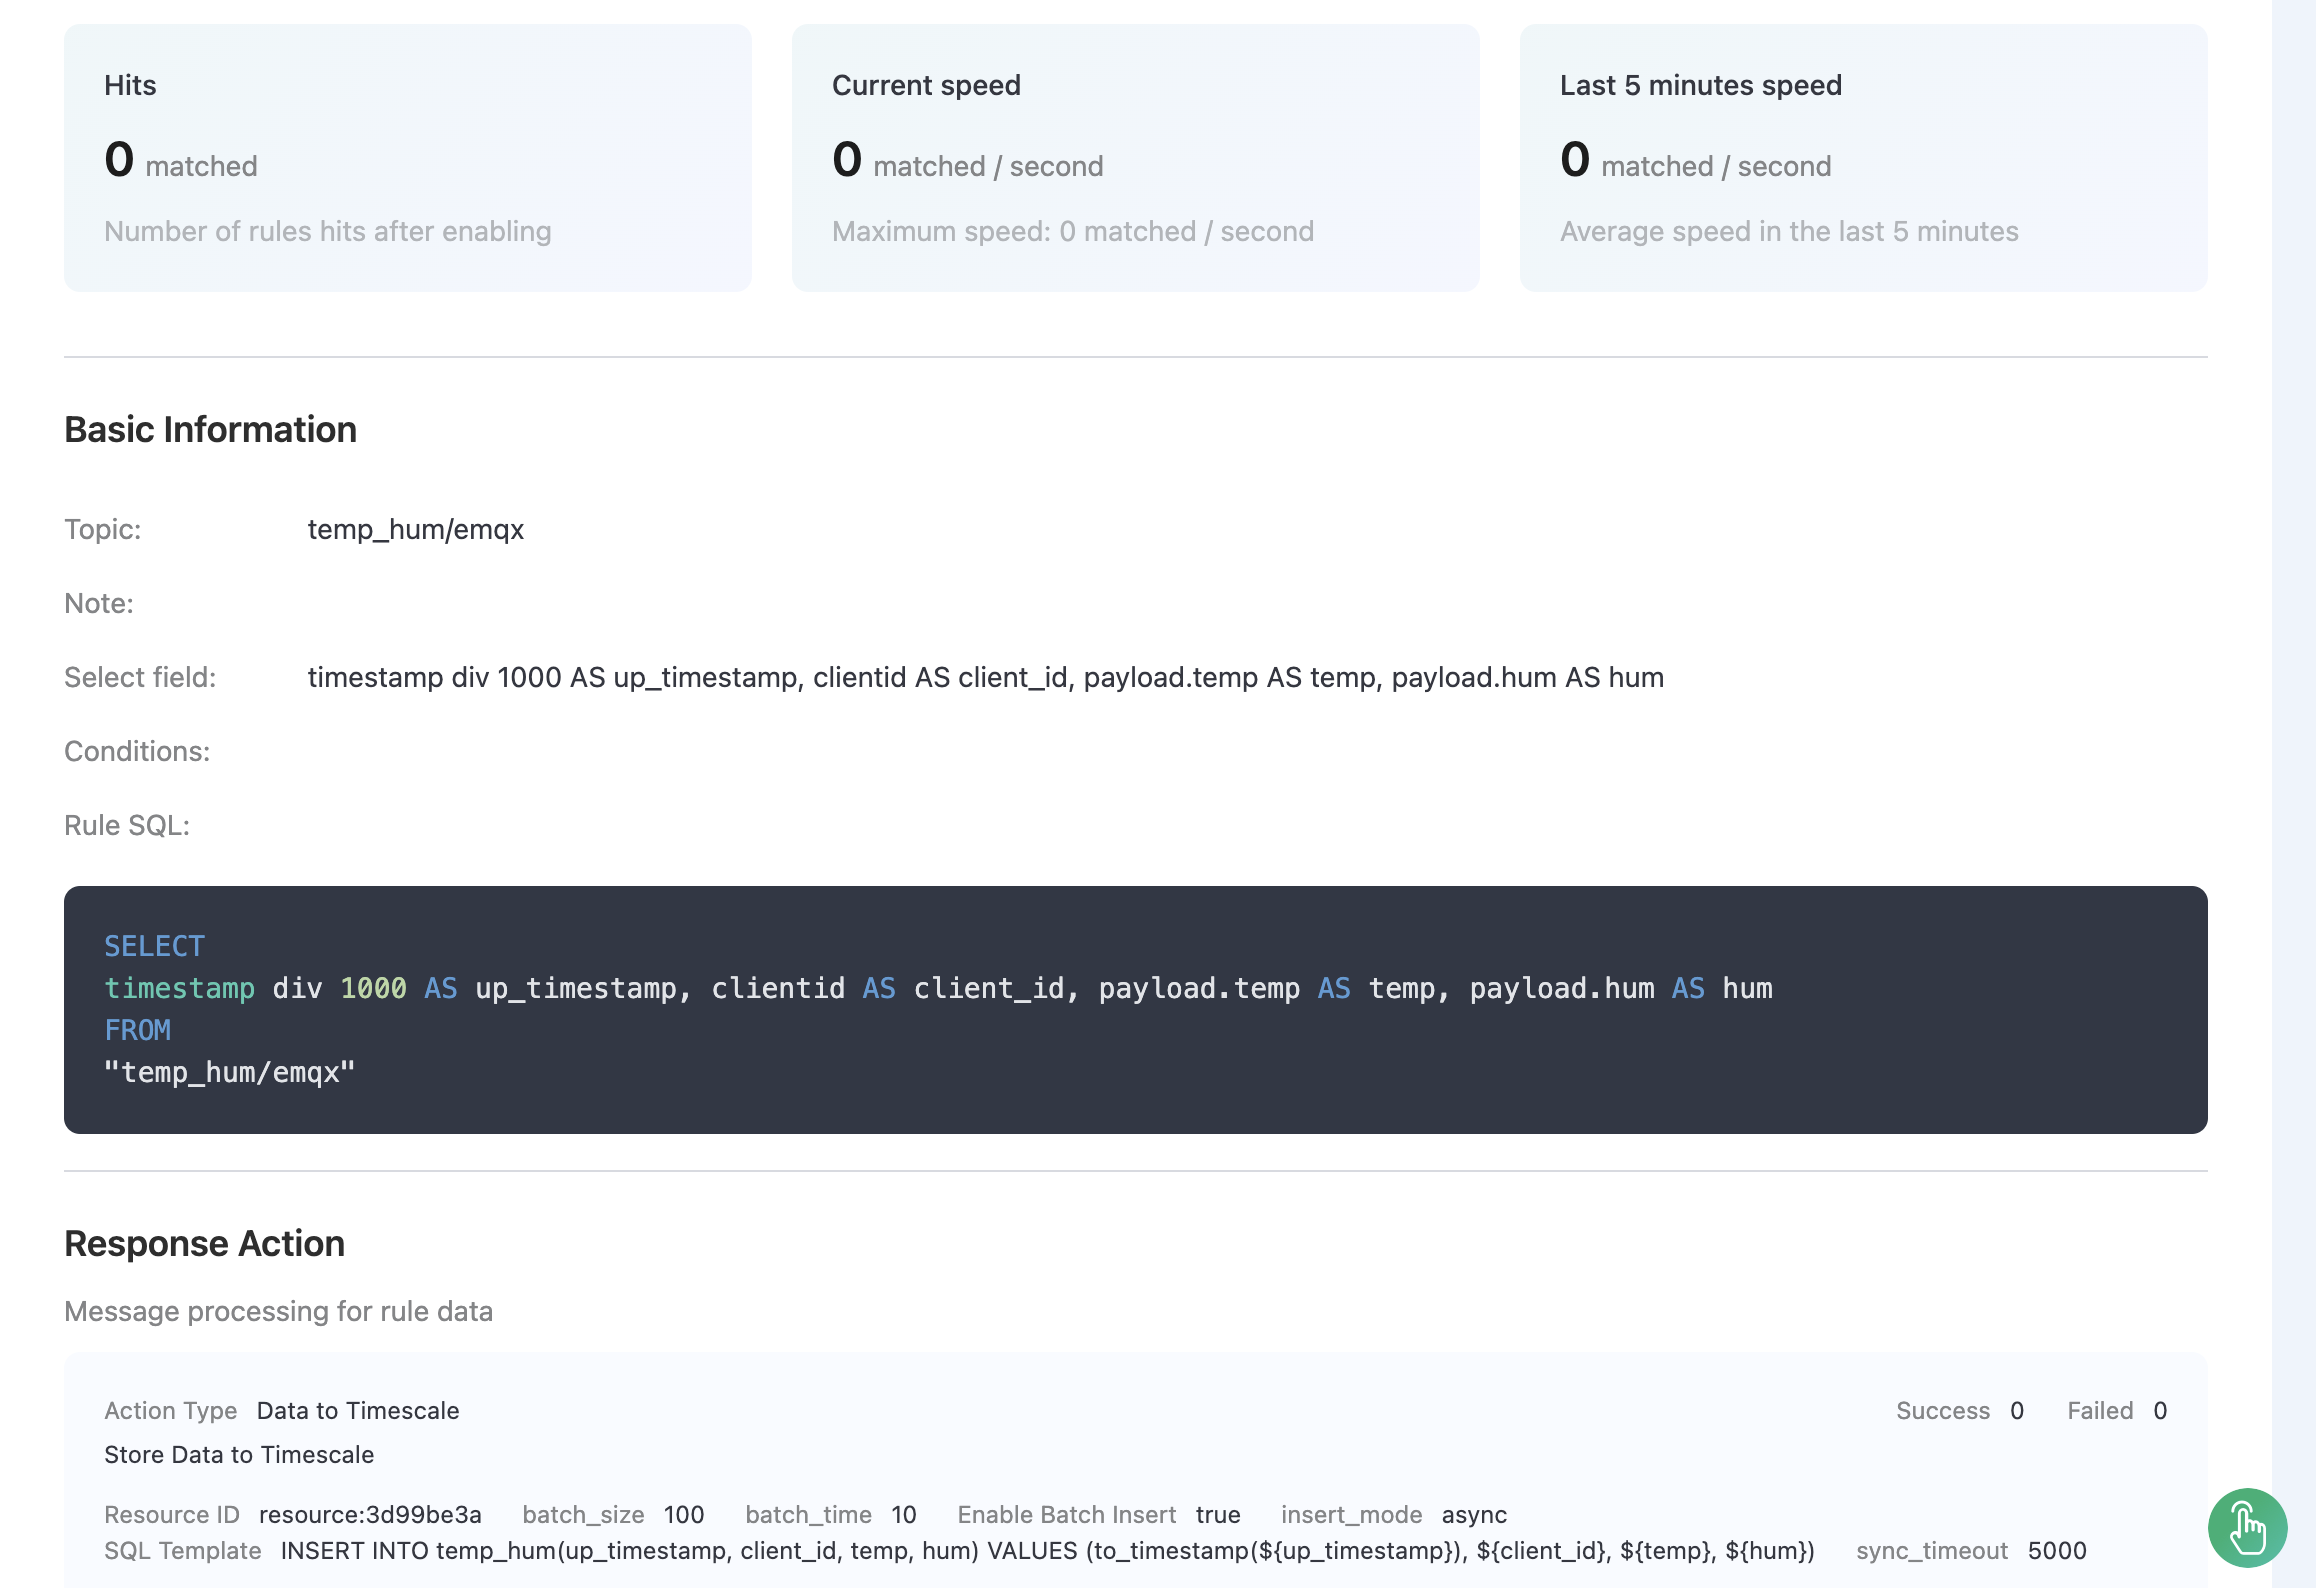 Hits
0 matched
Number of rules hits after enabling
Current speed
0 matched / second
Maximum speed: 0 matched / second
Last 5 minutes speed
0 matched / second
Average speed in the last 5 minutes
Basic Information
Topic: temp_hum/emqx
Note:
Select field: timestamp div 1000 AS up_timestamp, clientid AS client_id, payload.temp AS temp, payload.hum AS hum
Conditions:
Rule SQL:
SELECT
timestamp div 1000 AS up_timestamp, clientid AS client_id, payload.temp AS temp, payload.hum AS hum
FROM
"temp_hum/emqx"
Response Action
Message processing for rule data
Action Type Data to Timescale Success 0 Failed 0
Store Data to Timescale
Resource ID resource:3d99be3a batch_size 100 batch_time 10 Enable Batch Insert true insert_mode async
SQL Template INSERT INTO temp_hum(up_timestamp, client_id, temp, hum) VALUES (to_timestamp(${up_timestamp}), ${client_id}, ${temp}, ${hum}) sync_timeout 5000